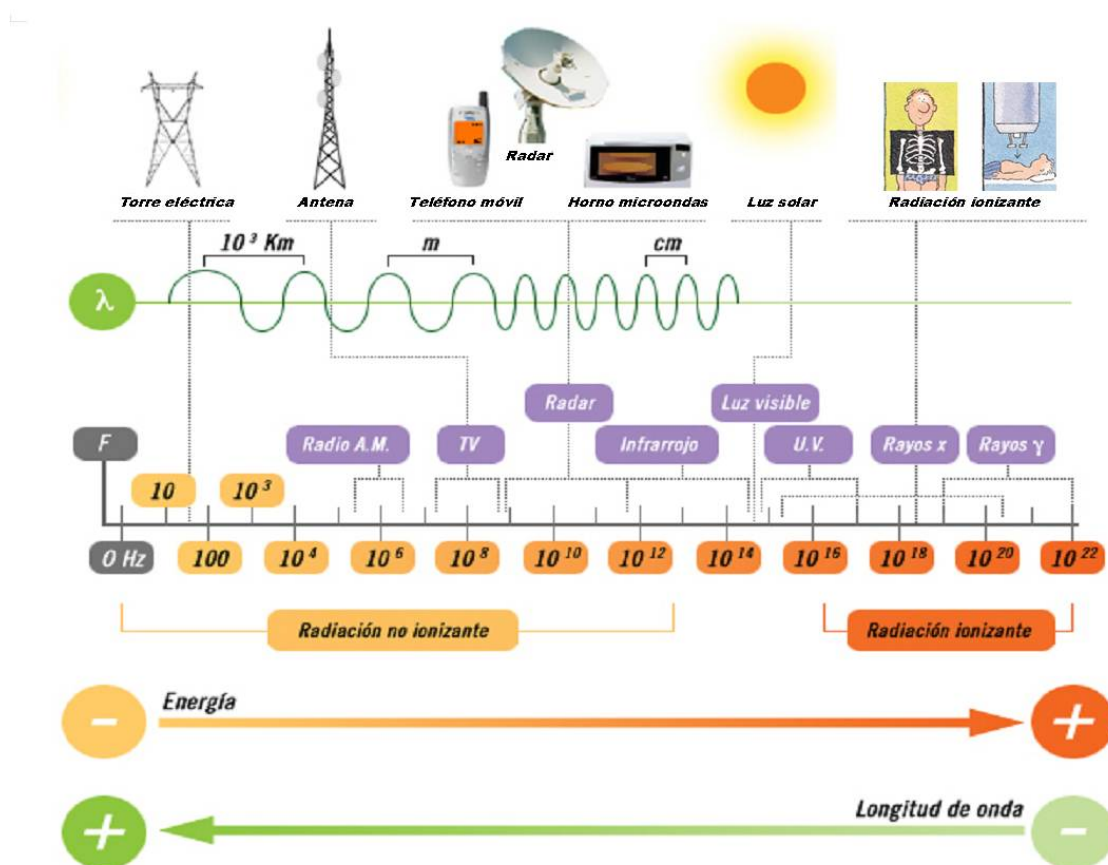 Radar
Torre eléctrica
Antena
Teléfono móvil
Horno microondas
Luz solar
Radiación ionizante
10³ Km
m
cm
λ
Radar
Luz visible
F
Radio A.M.
TV
Infrarrojo
U.V.
Rayos x
Rayos γ
10
10³
0 Hz
100
10⁴
10⁶
10⁸
10¹⁰
10¹²
10¹⁴
10¹⁶
10¹⁸
10²⁰
10²²
Radiación no ionizante
Radiación ionizante
Energía
-
+
Longitud de onda
+
-